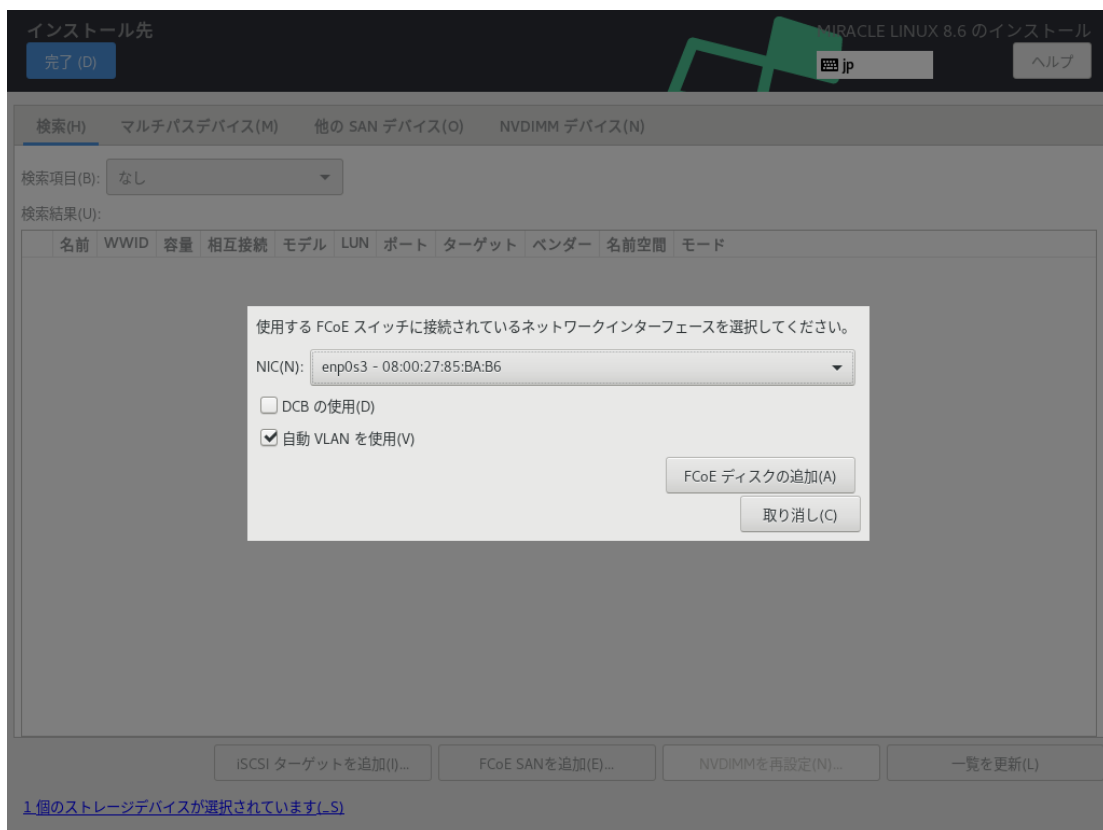 インストール先
MIRACLE LINUX 8.6 のインストール
完了 (D)
jp
ヘルプ
検索(H) マルチパスデバイス(M) 他の SAN デバイス(O) NVDIMM デバイス(N)
検索項目(B): なし
検索結果(U):
名前 WWID 容量 相互接続 モデル LUN ポート ターゲット ベンダー 名前空間 モード
使用する FCoE スイッチに接続されているネットワークインターフェースを選択してください。
NIC(N): enp0s3 - 08:00:27:85:BA:B6
DCB の使用(D)
自動 VLAN を使用(V)
FCoE ディスクの追加(A)
取り消し(C)
iSCSI ターゲットを追加(I)... FCoE SANを追加(E)... NVDIMMを再設定(N)... 一覧を更新(L)
1 個のストレージデバイスが選択されています(_S)